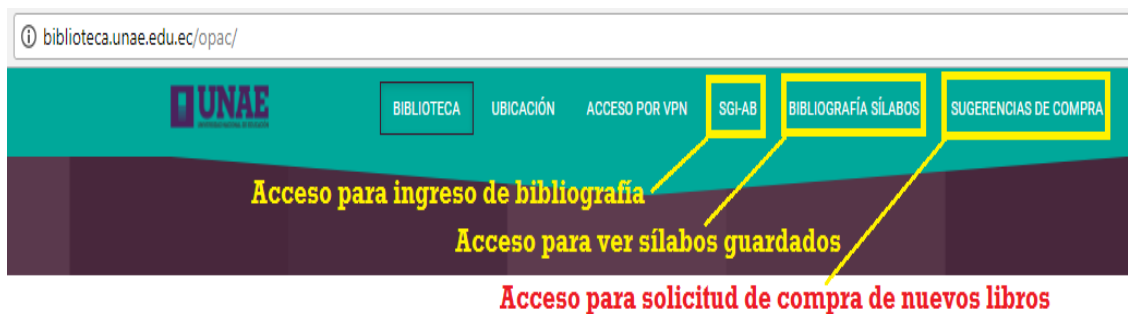 biblioteca.unae.edu.ec/opac/
UNAE
BIBLIOTECA UBICACIÓN ACCESO POR VPN SGI-AB BIBLIOGRAFÍA SÍLABOS SUGERENCIAS DE COMPRA
Acceso para ingreso de bibliografía
Acceso para ver sílabos guardados
Acceso para solicitud de compra de nuevos libros